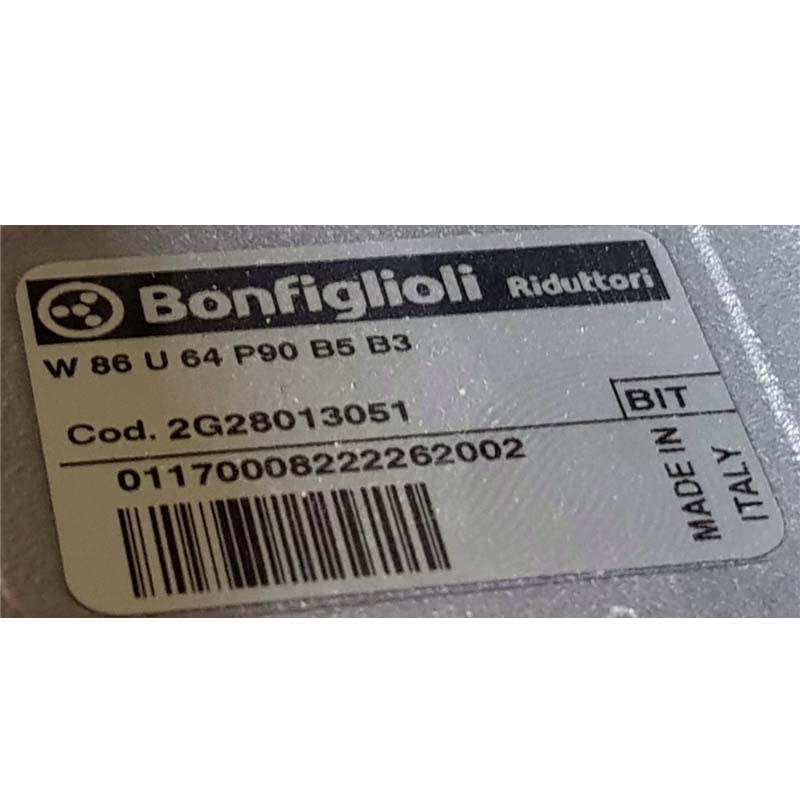 Bonfiglioli Riduttori
W 86 U 64 P90 B5 B3
Cod. 2G28013051
BIT
01170008222262002
MADE IN
ITALY